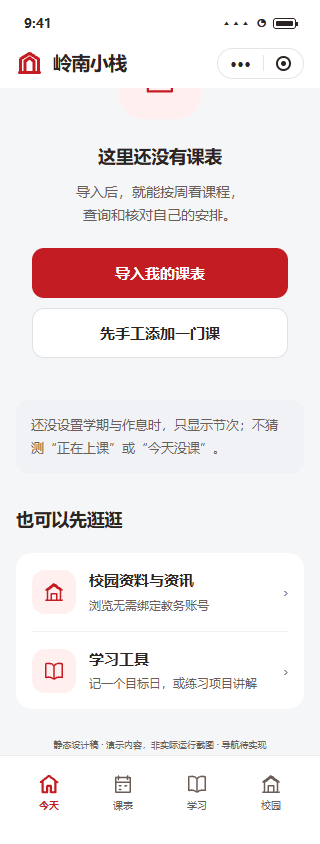 9:41
岭南小栈
这里还没有课表
导入后，就能按周看课程，
查询和核对自己的安排。
导入我的课表
先手工添加一门课
还没设置学期与作息时，只显示节次；不猜
测“正在上课”或“今天没课”。
也可以先逛逛
校园资料与资讯
浏览无需绑定教务账号
学习工具
记一个目标日，或练习项目讲解
静态设计稿 · 演示内容，非实际运行截图 · 导航待实现
今天
课表
学习
校园